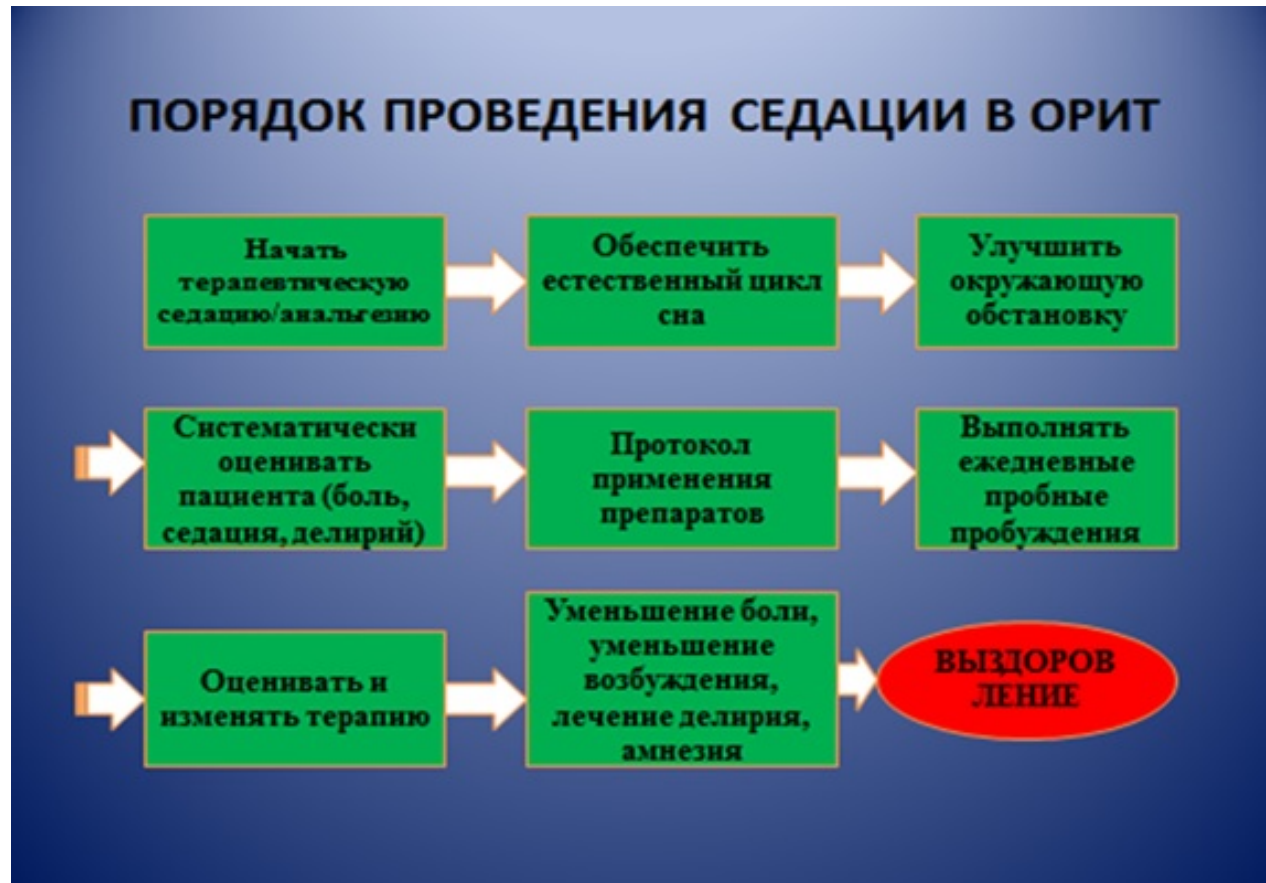 ПОРЯДОК ПРОВЕДЕНИЯ СЕДАЦИИ В ОРИТ
Начать
терапевтическую
седацию/анальгезию
Обеспечить
естественный цикл
сна
Улучшить
окружающую
обстановку
Систематически
оценивать
пациента (боль,
седация, делирий)
Протокол
применения
препаратов
Выполнять
ежедневные
пробные
пробуждения
Оценивать и
изменять терапию
Уменьшение боли,
уменьшение
возбуждения,
лечение делирия,
амнезия
ВЫЗДОРОВ
ЛЕНИЕ